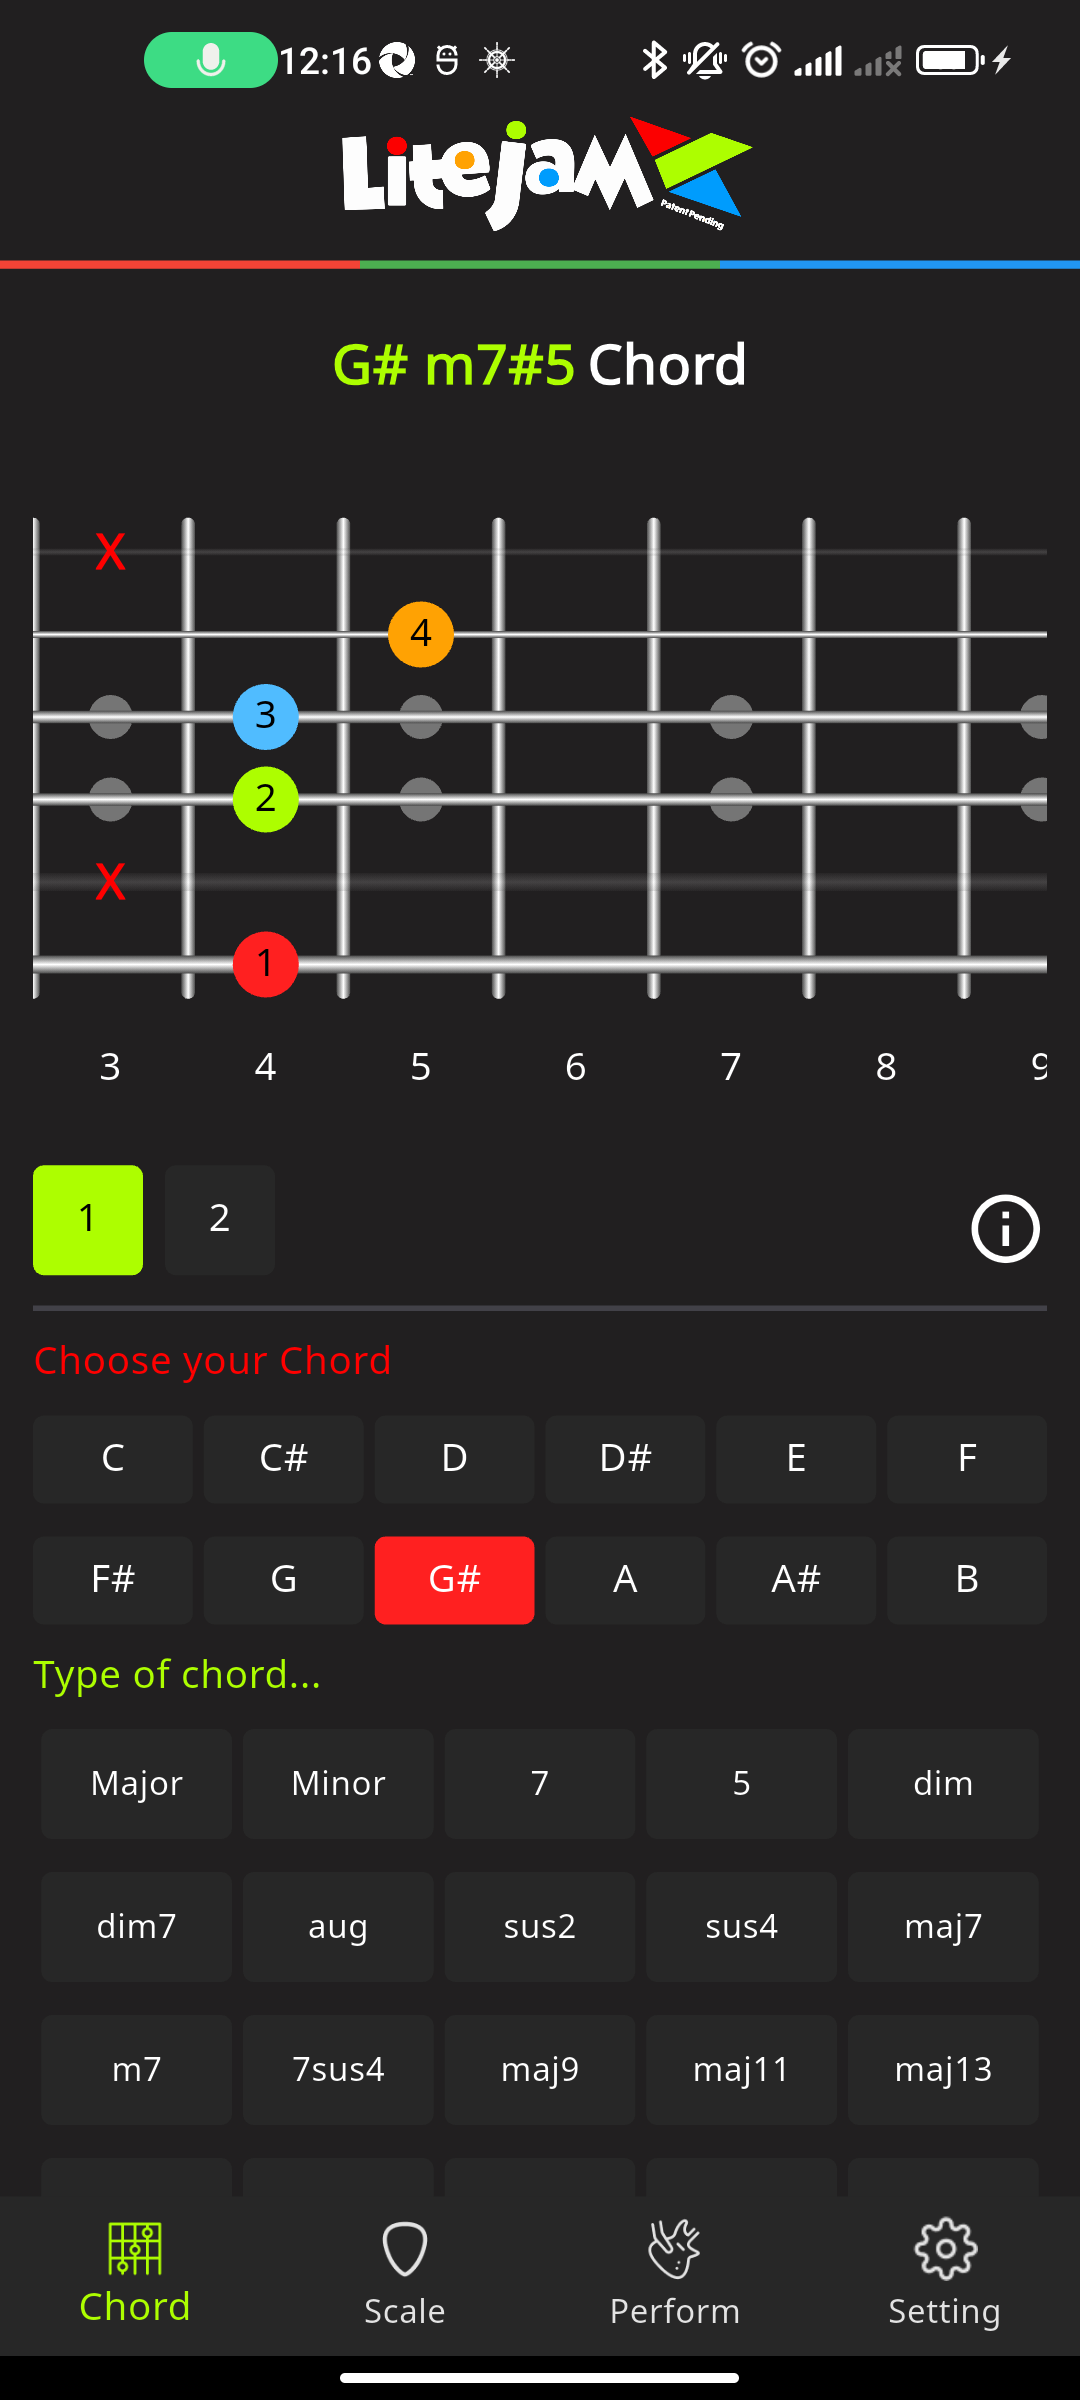 12:16
Litejam
Patent Pending
G# m7#5 Chord
X
4
3
2
X
1
3 4 5 6 7 8 9
1 2
Choose your Chord
C C# D D# E F
F# G G# A A# B
Type of chord...
Major Minor 7 5 dim
dim7 aug sus2 sus4 maj7
m7 7sus4 maj9 maj11 maj13
Chord Scale Perform Setting